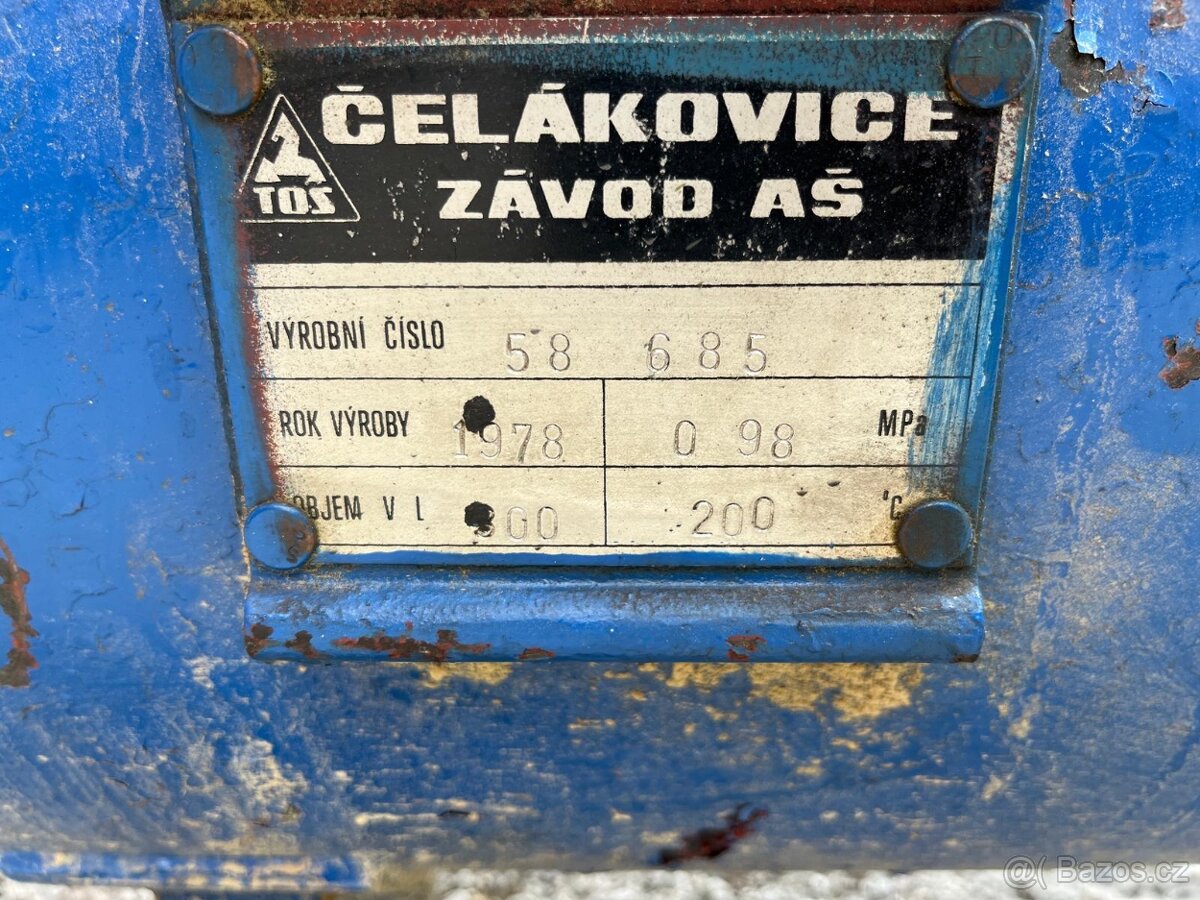 TOS
ČELÁKOVICE
ZÁVOD AŠ
VÝROBNÍ ČÍSLO 58 685
ROK VÝROBY 1978 0 98 MPa
OBJEM V L 200 °C
Bazos.cz